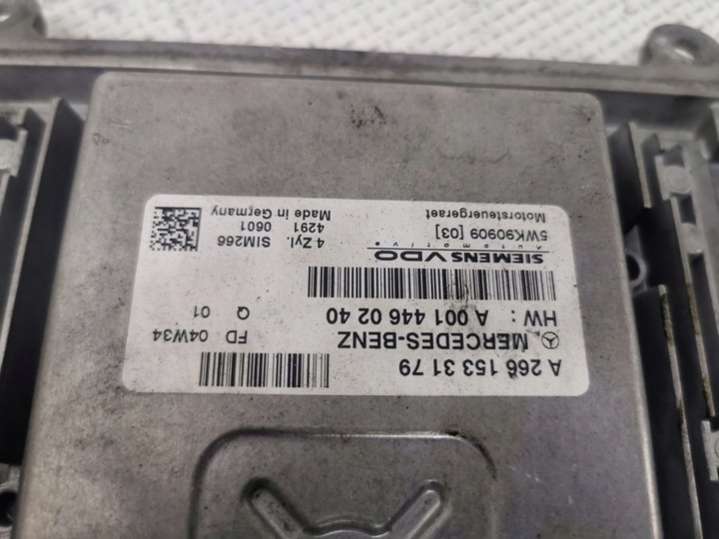 A 266 153 31 79
MERCEDES-BENZ
FD 04W34
HW: A 001 446 02 40
Q 01
SIEMENS VDO
Automotive
5WK90909 [03]
Motorsteuergeraet
4 Zyl. SIM266
4291 0601
Made in Germany